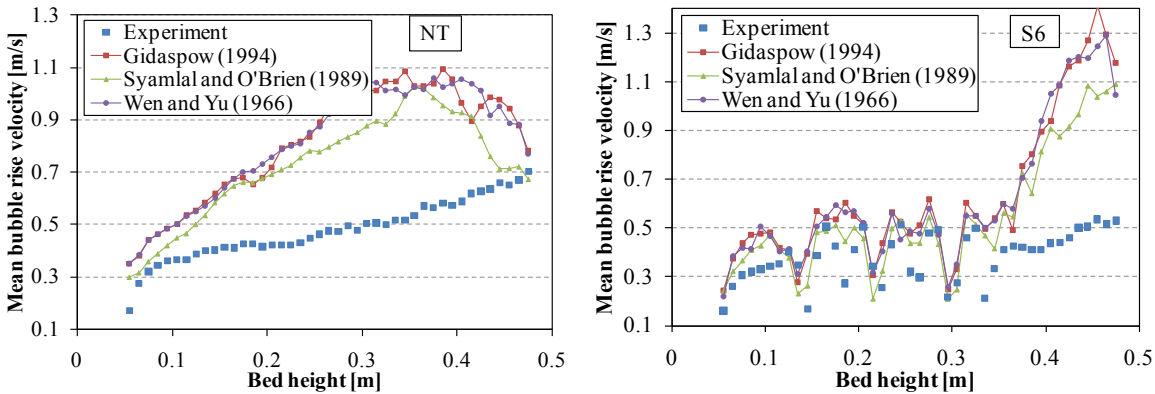 Mean bubble rise velocity [m/s]
1.3
1.1
0.9
0.7
0.5
0.3
0.1
Experiment
Gidaspow (1994)
Syamlal and O'Brien (1989)
Wen and Yu (1966)
NT
0 0.1 0.2 0.3 0.4 0.5
Bed height [m]
Mean bubble rise velocity [m/s]
1.3
1.1
0.9
0.7
0.5
0.3
0.1
Experiment
Gidaspow (1994)
Syamlal and O'Brien (1989)
Wen and Yu (1966)
S6
0 0.1 0.2 0.3 0.4 0.5
Bed height [m]